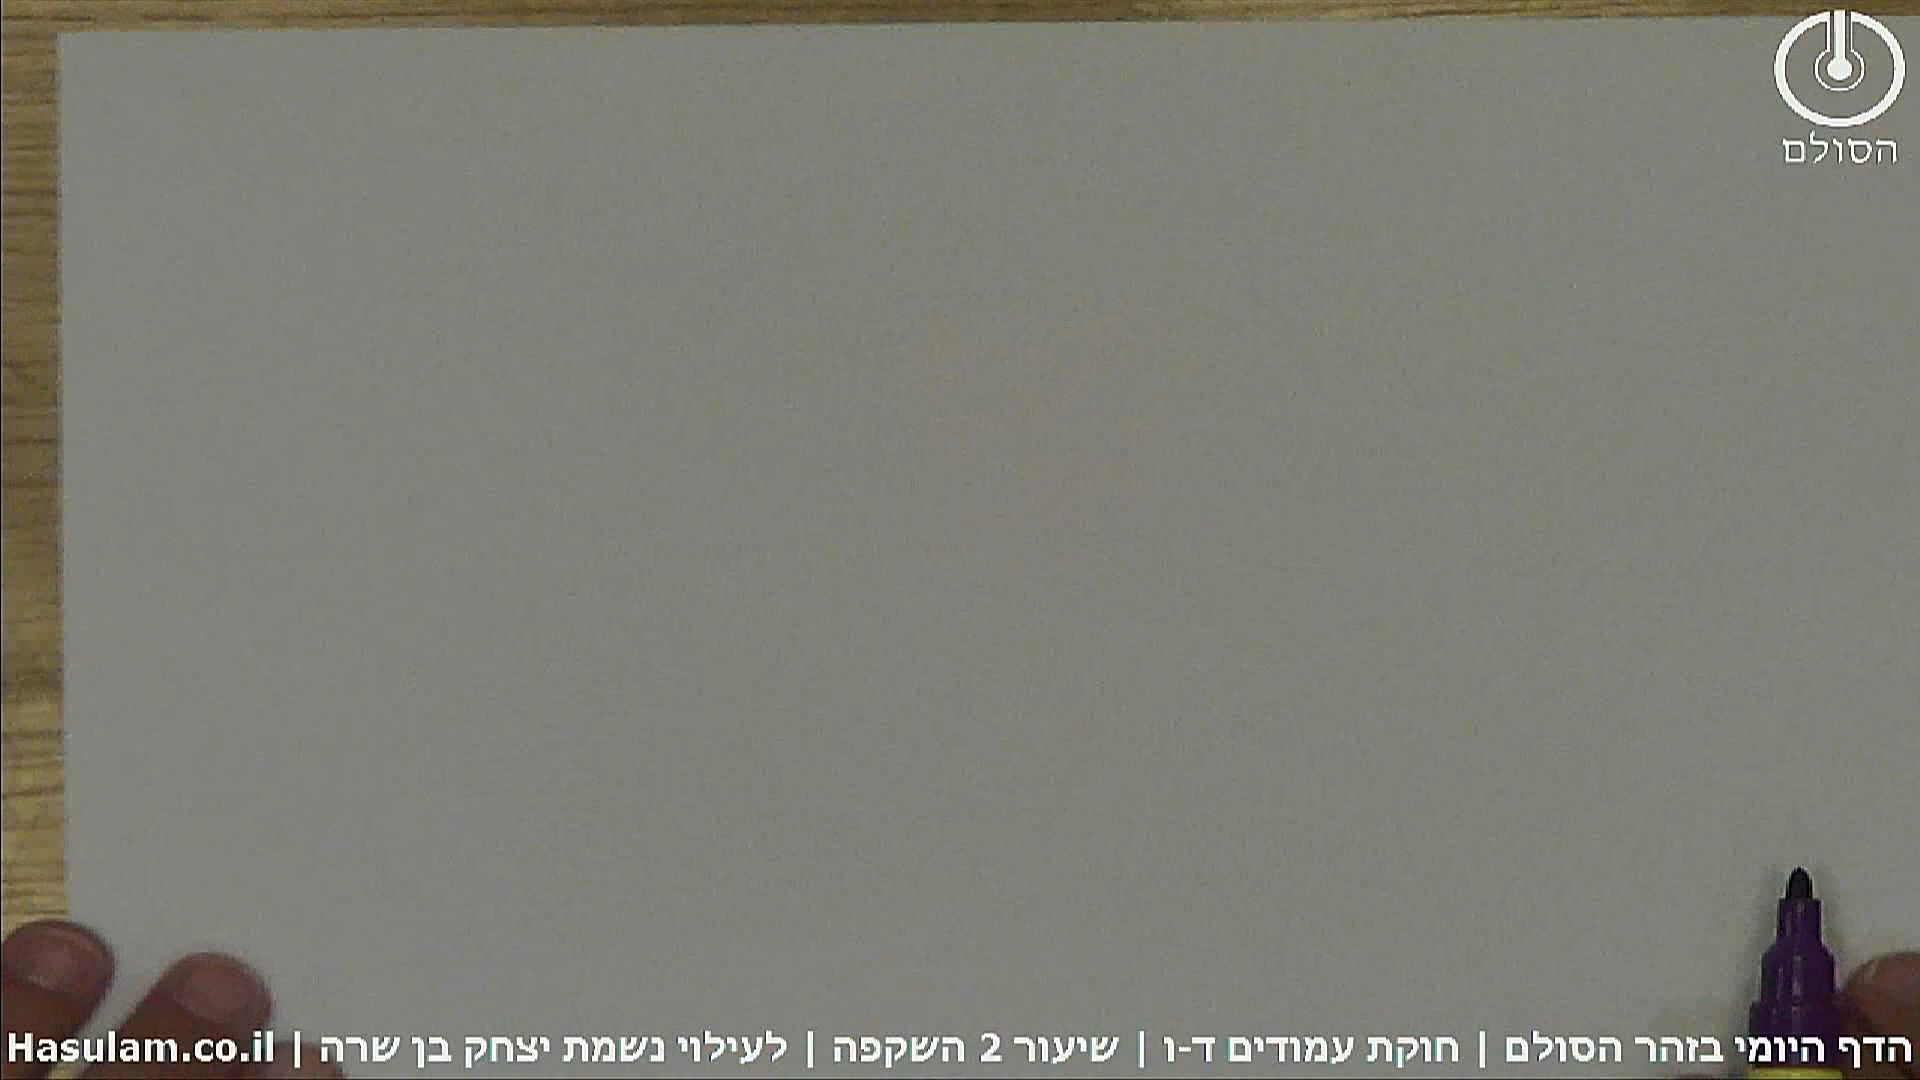 הסולם
הדף היומי בזהר הסולם | חוקת עמודים ד-ו | שיעור 2 השקפה | לעילוי נשמת יצחק בן שרה | Hasulam.co.il